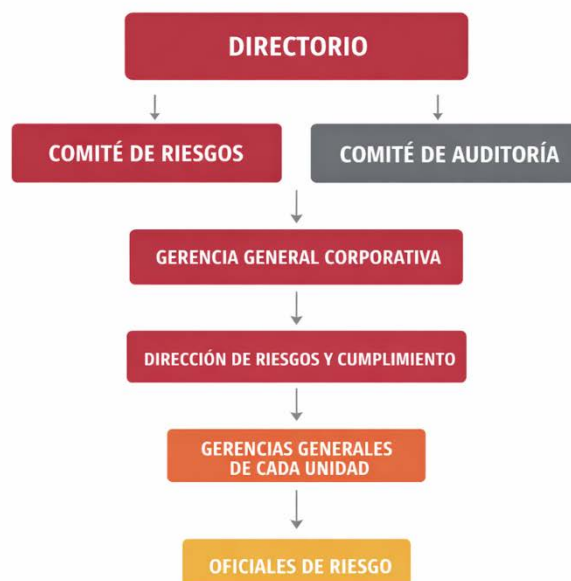 DIRECTORIO
COMITÉ DE RIESGOS
COMITÉ DE AUDITORÍA
GERENCIA GENERAL CORPORATIVA
DIRECCIÓN DE RIESGOS Y CUMPLIMIENTO
GERENCIAS GENERALES
DE CADA UNIDAD
OFICIALES DE RIESGO